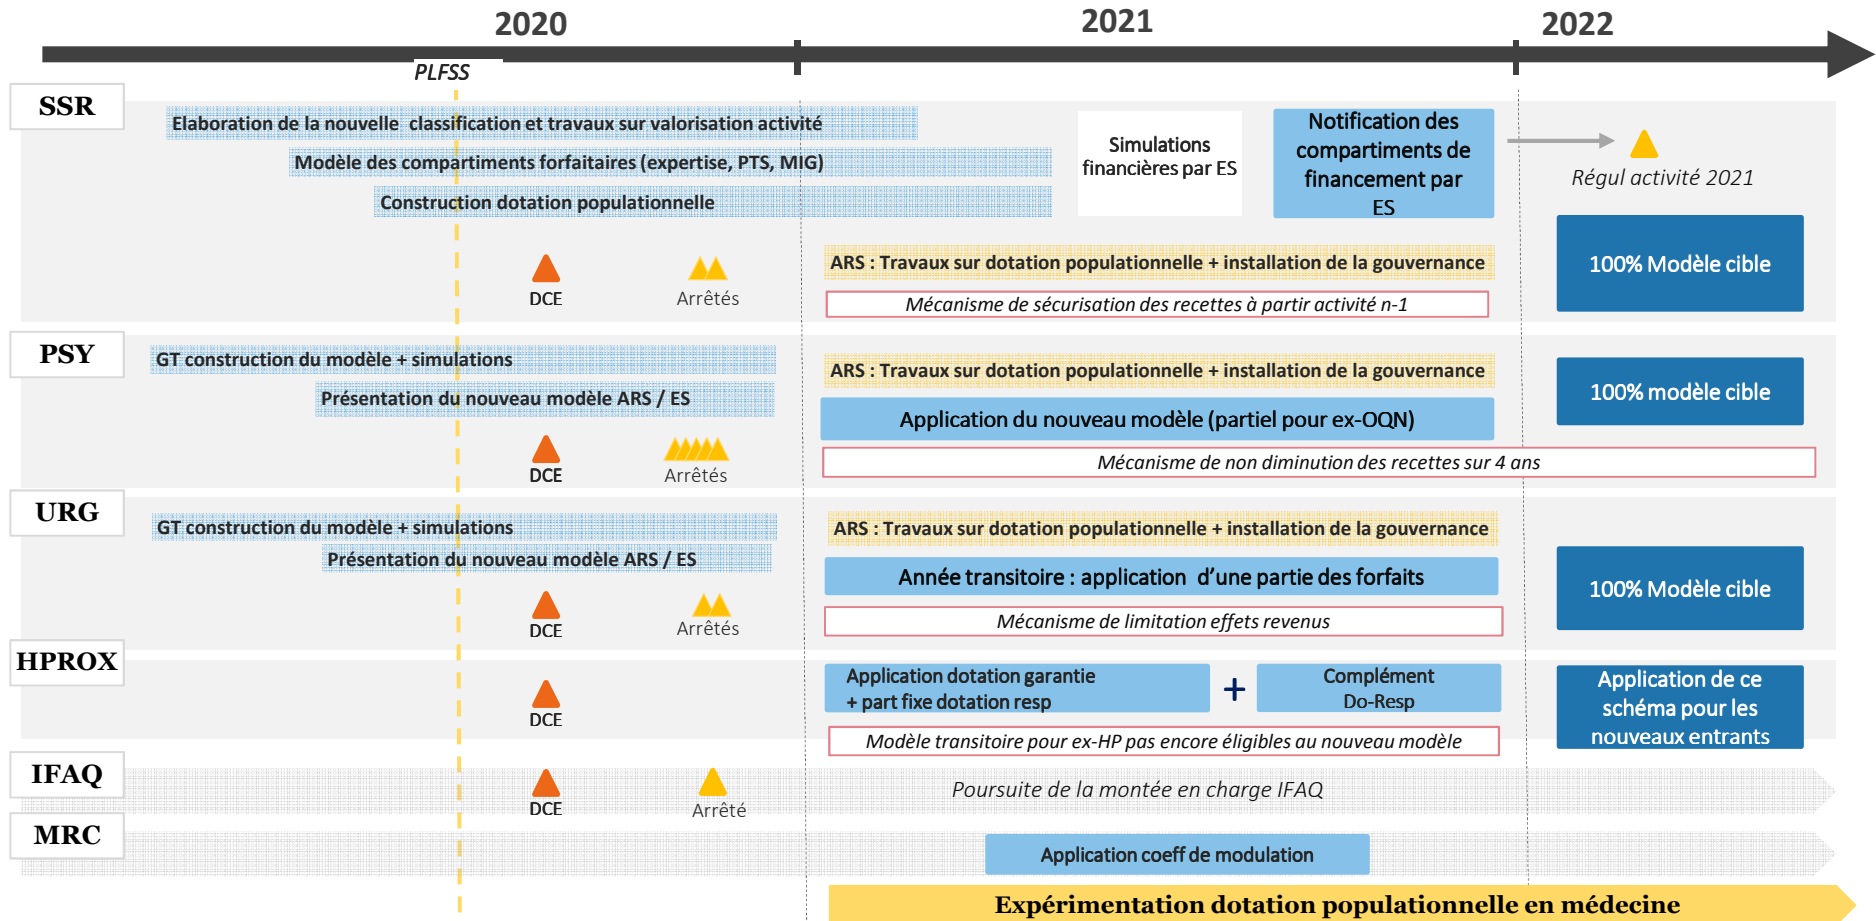 2020
2021
2022
PLFSS
SSR
Elaboration de la nouvelle classification et travaux sur valorisation activité
Modèle des compartiments forfaitaires (expertise, PTS, MIG)
Construction dotation populationnelle
Simulations
financières par ES
Notification des
compartiments de
financement par
ES
Régul activité 2021
DCE
Arrêtés
ARS : Travaux sur dotation populationnelle + installation de la gouvernance
Mécanisme de sécurisation des recettes à partir activité n-1
100% Modèle cible
PSY
GT construction du modèle + simulations
Présentation du nouveau modèle ARS / ES
DCE
Arrêtés
ARS : Travaux sur dotation populationnelle + installation de la gouvernance
Application du nouveau modèle (partiel pour ex-OQN)
Mécanisme de non diminution des recettes sur 4 ans
100% modèle cible
URG
GT construction du modèle + simulations
Présentation du nouveau modèle ARS / ES
DCE
Arrêtés
ARS : Travaux sur dotation populationnelle + installation de la gouvernance
Année transitoire : application d'une partie des forfaits
Mécanisme de limitation effets revenus
100% Modèle cible
HPROX
DCE
Application dotation garantie
+ part fixe dotation resp
+
Complément
Do-Resp
Modèle transitoire pour ex-HP pas encore éligibles au nouveau modèle
Application de ce
schéma pour les
nouveaux entrants
IFAQ
DCE
Arrêté
Poursuite de la montée en charge IFAQ
MRC
Application coeff de modulation
Expérimentation dotation populationnelle en médecine